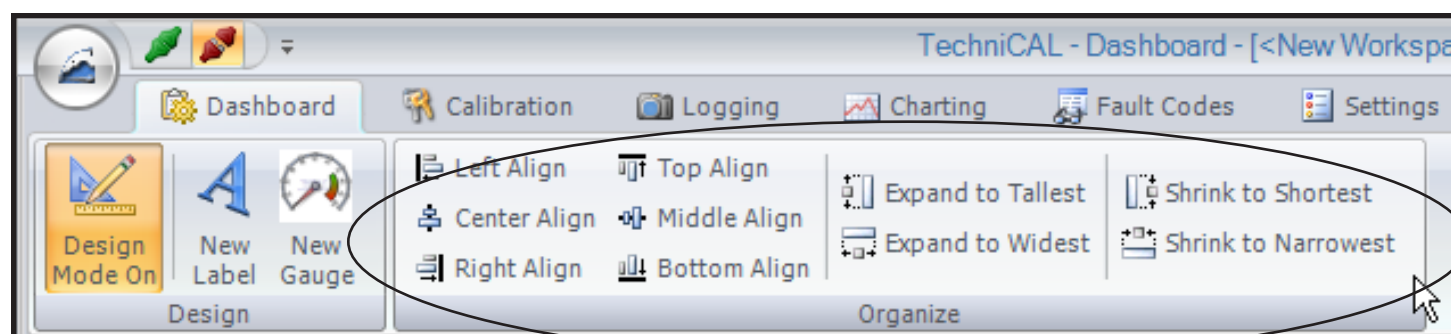 TechniCAL - Dashboard - [<New Workspa
Dashboard Calibration Logging Charting Fault Codes Settings
Design Mode On
New Label
New Gauge
Design
Left Align
Center Align
Right Align
Top Align
Middle Align
Bottom Align
Expand to Tallest
Expand to Widest
Shrink to Shortest
Shrink to Narrowest
Organize